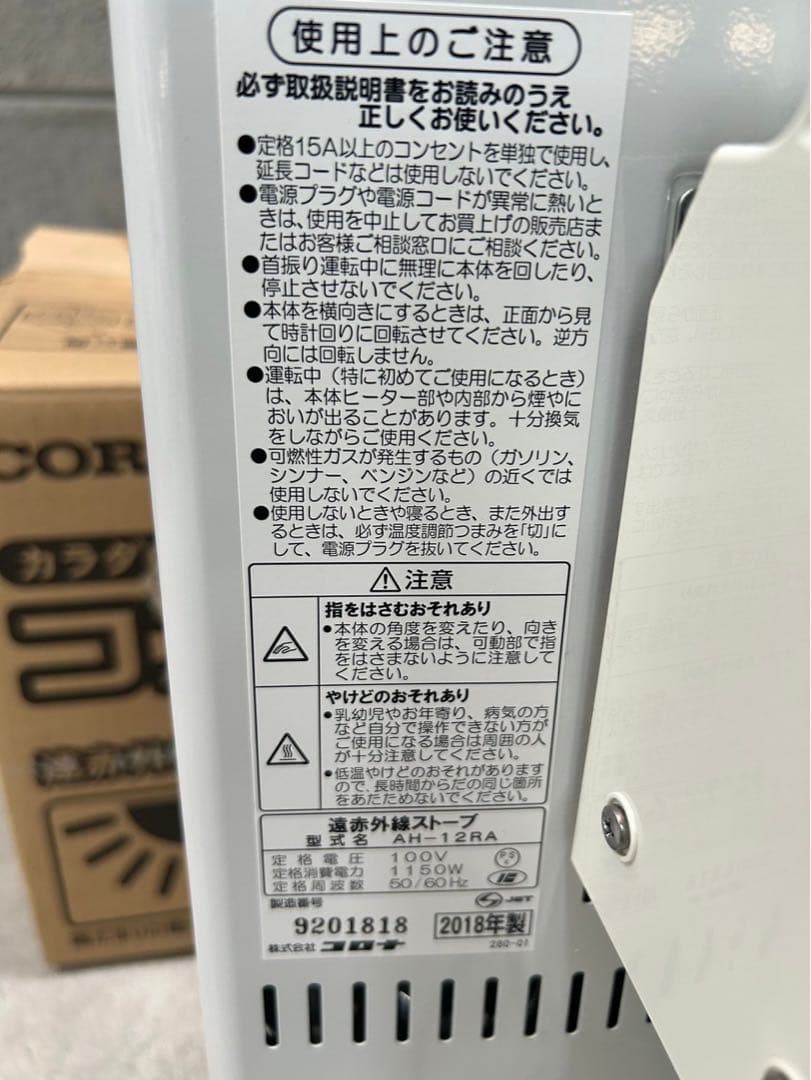 使用上のご注意
必ず取扱説明書をお読みのうえ
正しくお使いください。
●定格15A以上のコンセントを単独で使用し、
延長コードなどは使用しないでください。
●電源プラグや電源コードが異常に熱いと
きは、使用を中止してお買上げの販売店ま
たはお客様ご相談窓口にご相談ください。
●首振り運転中に無理に本体を回したり、
停止させないでください。
●本体を横向きにするときは、正面から見
て時計回りに回転させてください。逆方
向には回転しません。
●運転中（特に初めてご使用になるとき）
は、本体ヒーター部や内部から煙やに
おいが出ることがあります。十分換気
をしながらご使用ください。
●可燃性ガスが発生するもの（ガソリン、
シンナー、ベンジンなど）の近くでは
使用しないでください。
●使用しないときや寝るとき、また外出す
るときは、必ず温度調節つまみを「切」に
して、電源プラグを抜いてください。
⚠注意
指をはさむおそれあり
●本体の角度を変えたり、向き
を変える場合は、可動部で指
をはさまないように注意して
ください。
やけどのおそれあり
●乳幼児やお年寄り、病気の方
など自分で操作できない方が
ご使用になる場合は周囲の人
が十分注意してください。
●低温やけどのおそれがあります
ので、長時間からだの同じ箇所
をあたためないでください。
遠赤外線ストーブ
型式名 AH-12RA
定格電圧 100V
定格消費電力 1150W
定格周波数 50/60Hz
PSE
JET
製造番号
9201818 2018年製
株式会社 コロナ 280-01
COR
カラダ
コ
遠赤外